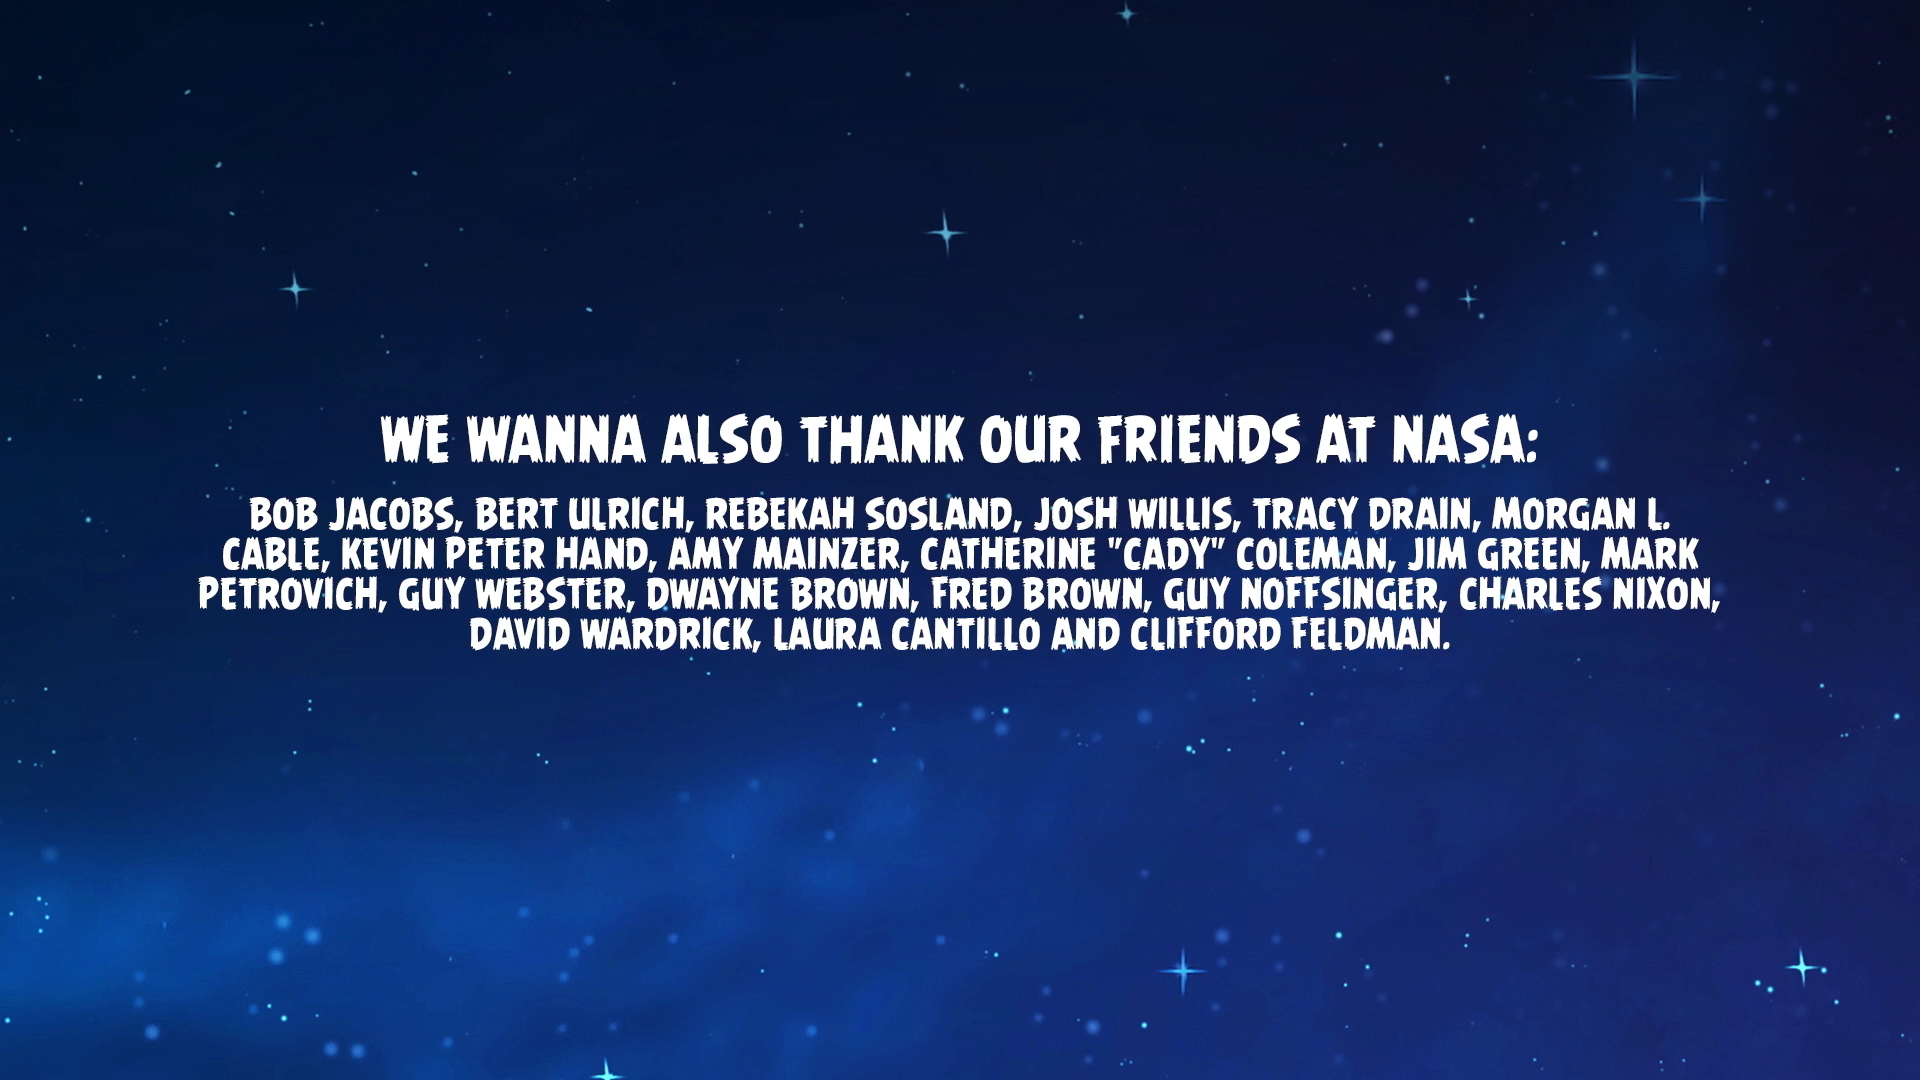 WE WANNA ALSO THANK OUR FRIENDS AT NASA:
BOB JACOBS, BERT ULRICH, REBEKAH SOSLAND, JOSH WILLIS, TRACY DRAIN, MORGAN L.
CABLE, KEVIN PETER HAND, AMY MAINZER, CATHERINE "CADY" COLEMAN, JIM GREEN, MARK
PETROVICH, GUY WEBSTER, DWAYNE BROWN, FRED BROWN, GUY NOFFSINGER, CHARLES NIXON,
DAVID WARDRICK, LAURA CANTILLO AND CLIFFORD FELDMAN.